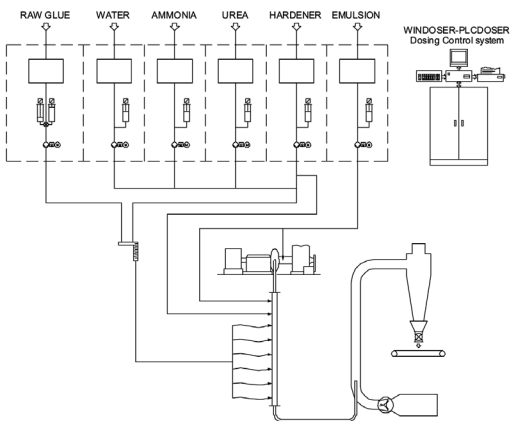 RAW GLUE
WATER
AMMONIA
UREA
HARDENER
EMULSION
WINDOSER-PLCDOSER
Dosing Control system